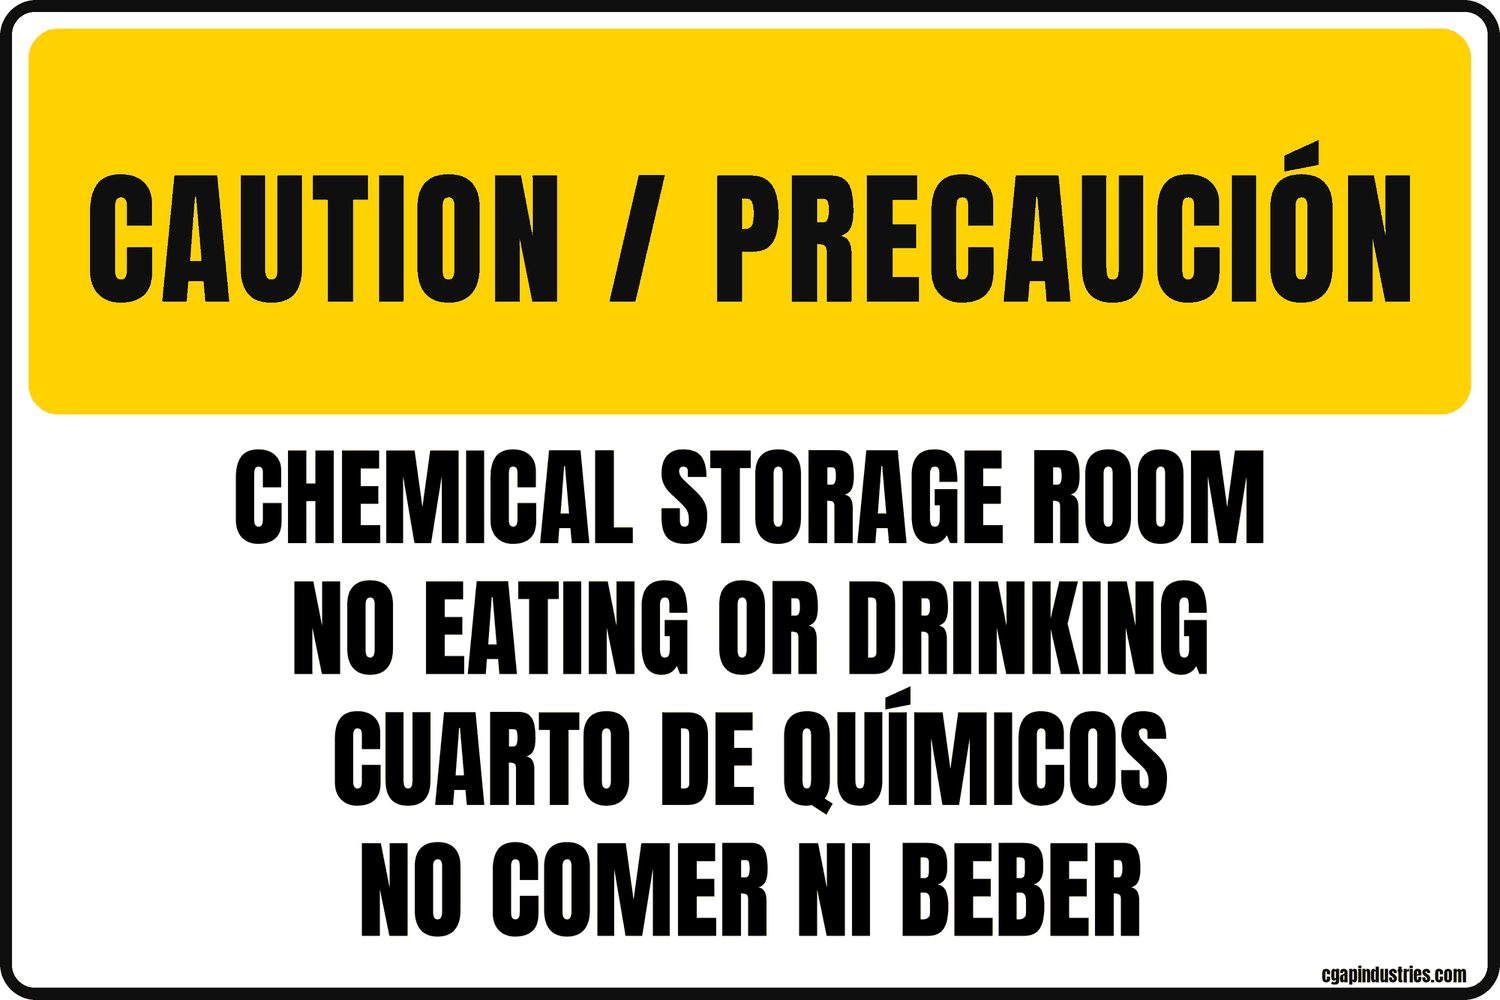 CAUTION / PRECAUCIÓN
CHEMICAL STORAGE ROOM
NO EATING OR DRINKING
CUARTO DE QUÍMICOS
NO COMER NI BEBER
cgapindustries.com